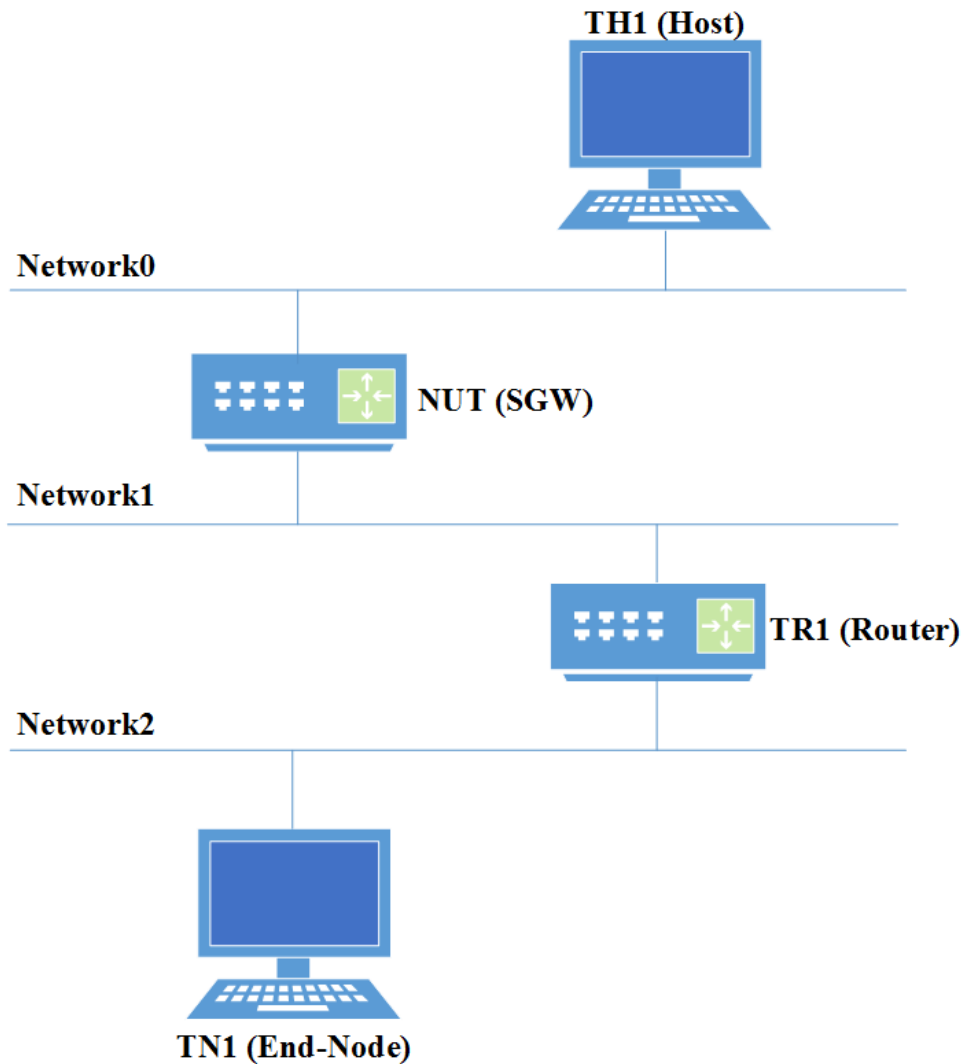 TH1 (Host)
Network0
NUT (SGW)
Network1
TR1 (Router)
Network2
TN1 (End-Node)